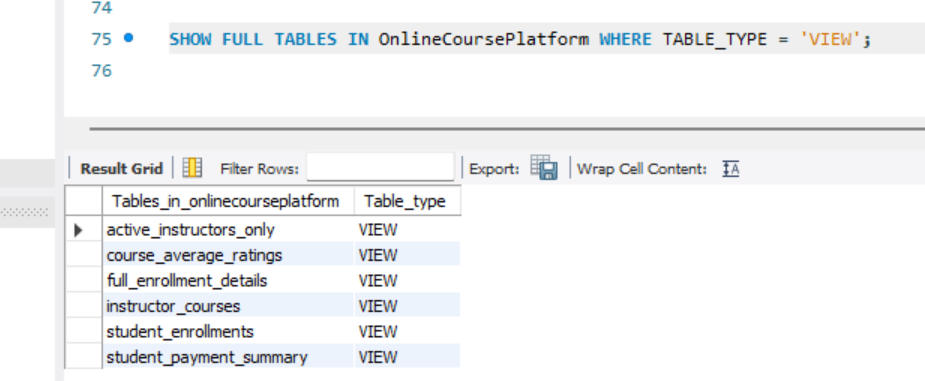 74
75 SHOW FULL TABLES IN OnlineCoursePlatform WHERE TABLE_TYPE = 'VIEW';
76
Result Grid Filter Rows: Export: Wrap Cell Content: IA
Tables_in_onlinecourseplatform Table_type
active_instructors_only VIEW
course_average_ratings VIEW
full_enrollment_details VIEW
instructor_courses VIEW
student_enrollments VIEW
student_payment_summary VIEW